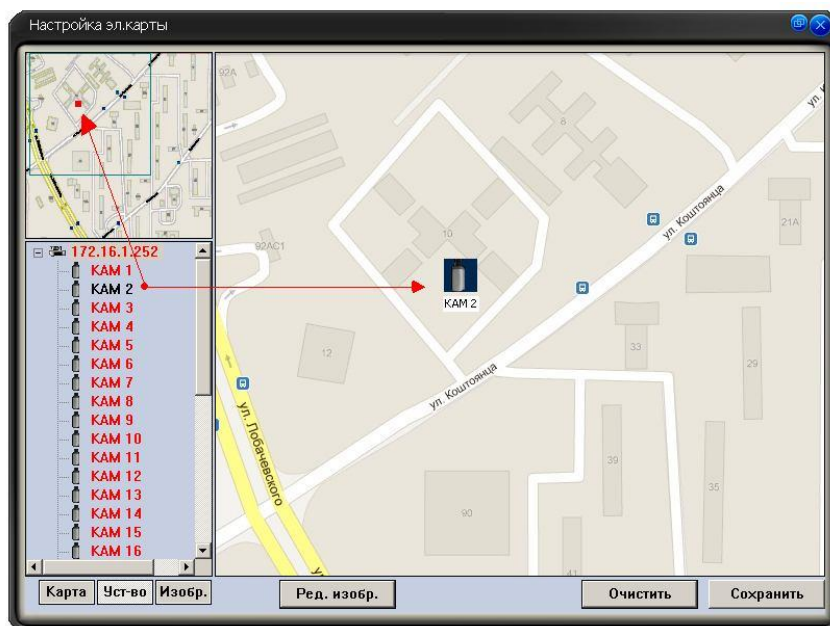 Настройка эл.карты
172.16.1.252
КАМ 1
КАМ 2
КАМ 3
КАМ 4
КАМ 5
КАМ 6
КАМ 7
КАМ 8
КАМ 9
КАМ 10
КАМ 11
КАМ 12
КАМ 13
КАМ 14
КАМ 15
КАМ 16
Карта
Уст-во
Изобр.
92А
8
ул. Коштоянца
21А
10
92АС1
КАМ 2
12
33
29
ул. Коштоянца
ул. Лобачевского
39
35
90
41
Ред. изобр.
Очистить
Сохранить